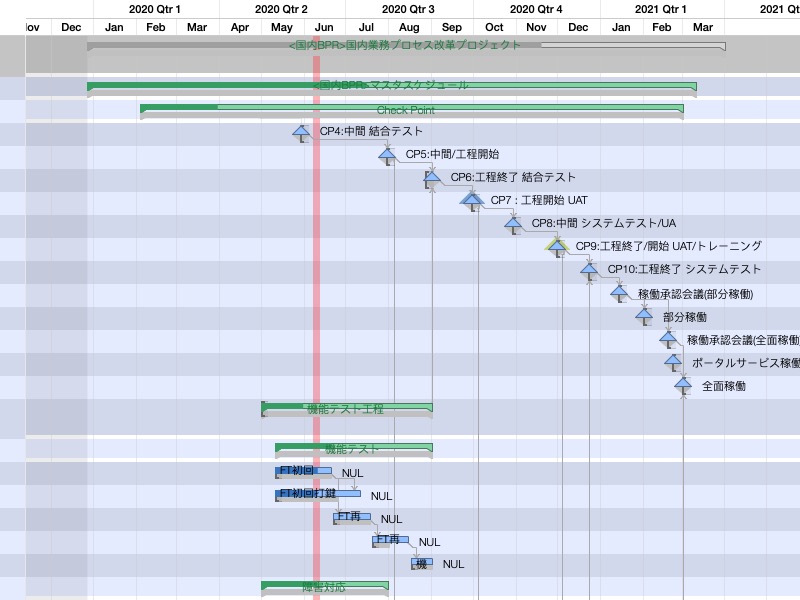 2020 Qtr 1 2020 Qtr 2 2020 Qtr 3 2020 Qtr 4 2021 Qtr 1 2021 Qt
ov Dec Jan Feb Mar Apr May Jun Jul Aug Sep Oct Nov Dec Jan Feb Mar
<国内BPR>国内業務プロセス改革プロジェクト
<国内BPR>マスタスケジュール
Check Point
CP4:中間 結合テスト
CP5:中間/工程開始
CP6:工程終了 結合テスト
CP7 : 工程開始 UAT
CP8:中間 システムテスト/UA
CP9:工程終了/開始 UAT/トレーニング
CP10:工程終了 システムテスト
稼働承認会議(部分稼働)
部分稼働
稼働承認会議(全面稼働
ポータルサービス稼働
全面稼働
機能テスト工程
機能テスト
FT初回 NUL
FT初回打鍵 NUL
FT再 NUL
FT再 NUL
機 NUL
障害対応